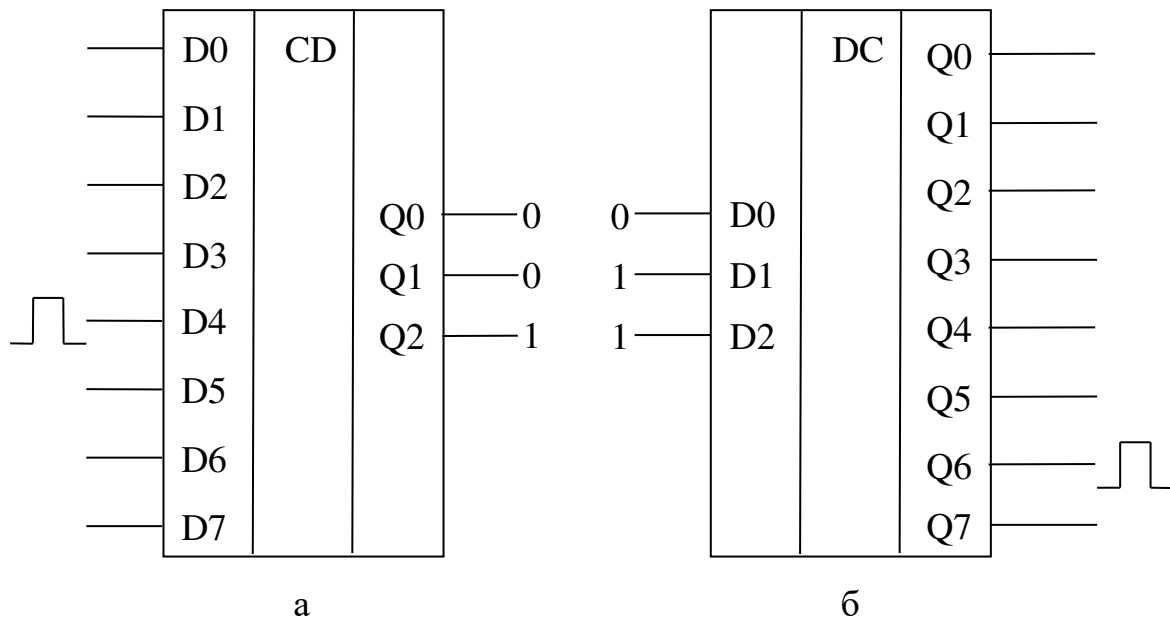 D0 CD DC Q0
D1 Q1
D2 Q2
Q0 0 0 D0
D3 Q3
Q1 0 1 D1
D4 Q4
Q2 1 1 D2
D5 Q5
D6 Q6
D7 Q7
а б